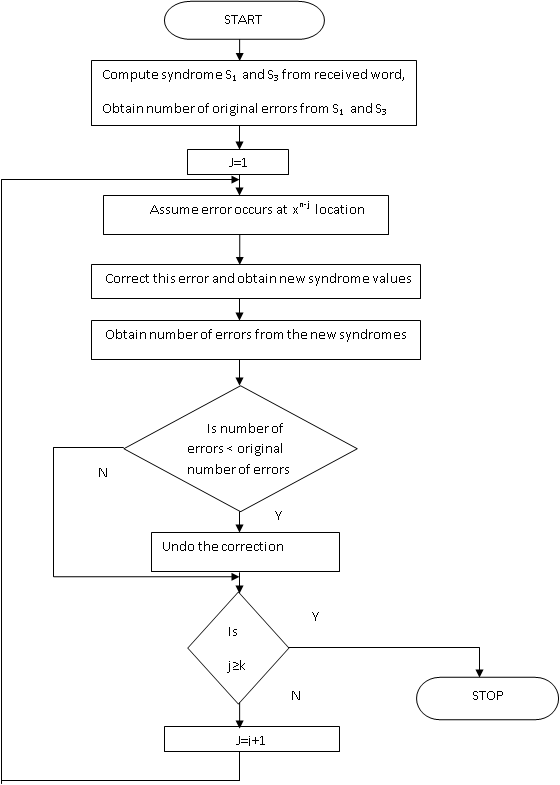 START
Compute syndrome S₁ and S₃ from received word,
Obtain number of original errors from S₁ and S₃
J=1
Assume error occurs at xⁿ⁻ʲ location
Correct this error and obtain new syndrome values
Obtain number of errors from the new syndromes
Is number of
errors < original
number of errors
N
Y
Undo the correction
Is
j≥k
Y
N
STOP
J=i+1